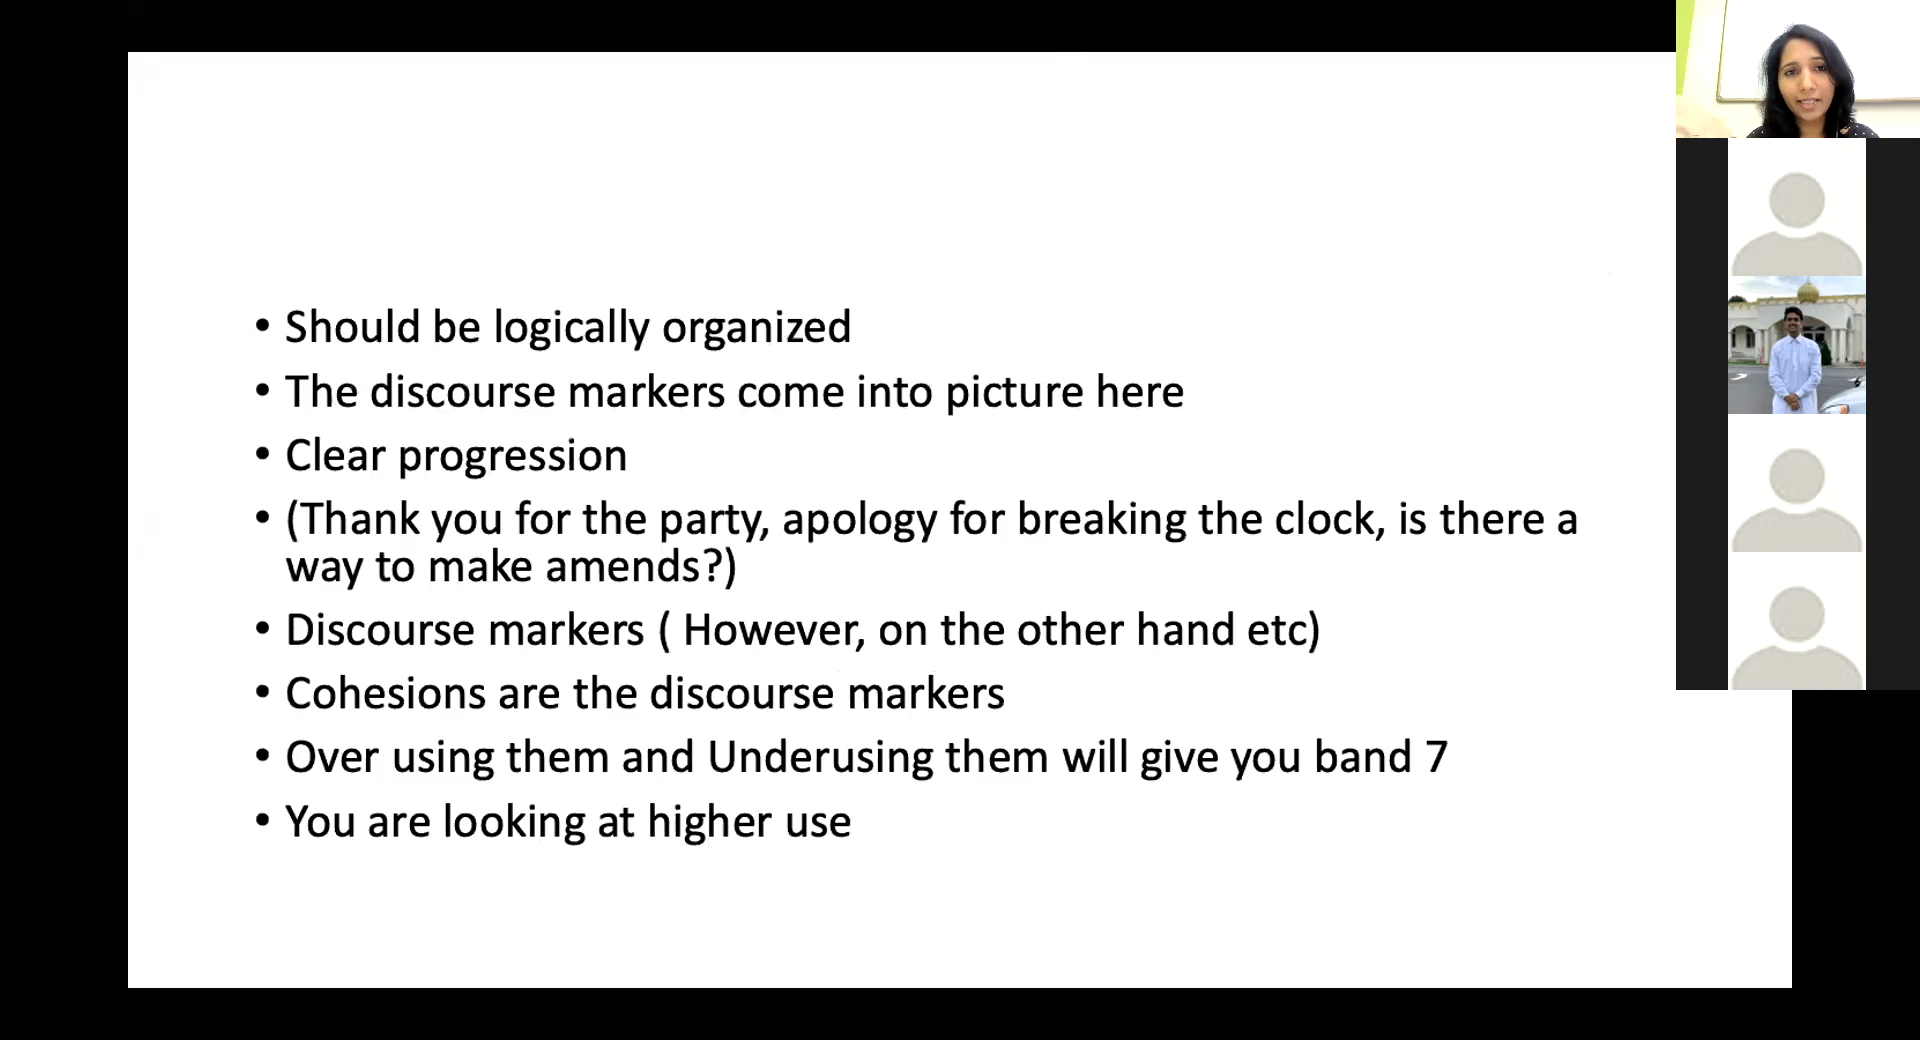 • Should be logically organized
• The discourse markers come into picture here
• Clear progression
• (Thank you for the party, apology for breaking the clock, is there a
way to make amends?)
• Discourse markers ( However, on the other hand etc)
• Cohesions are the discourse markers
• Over using them and Underusing them will give you band 7
• You are looking at higher use